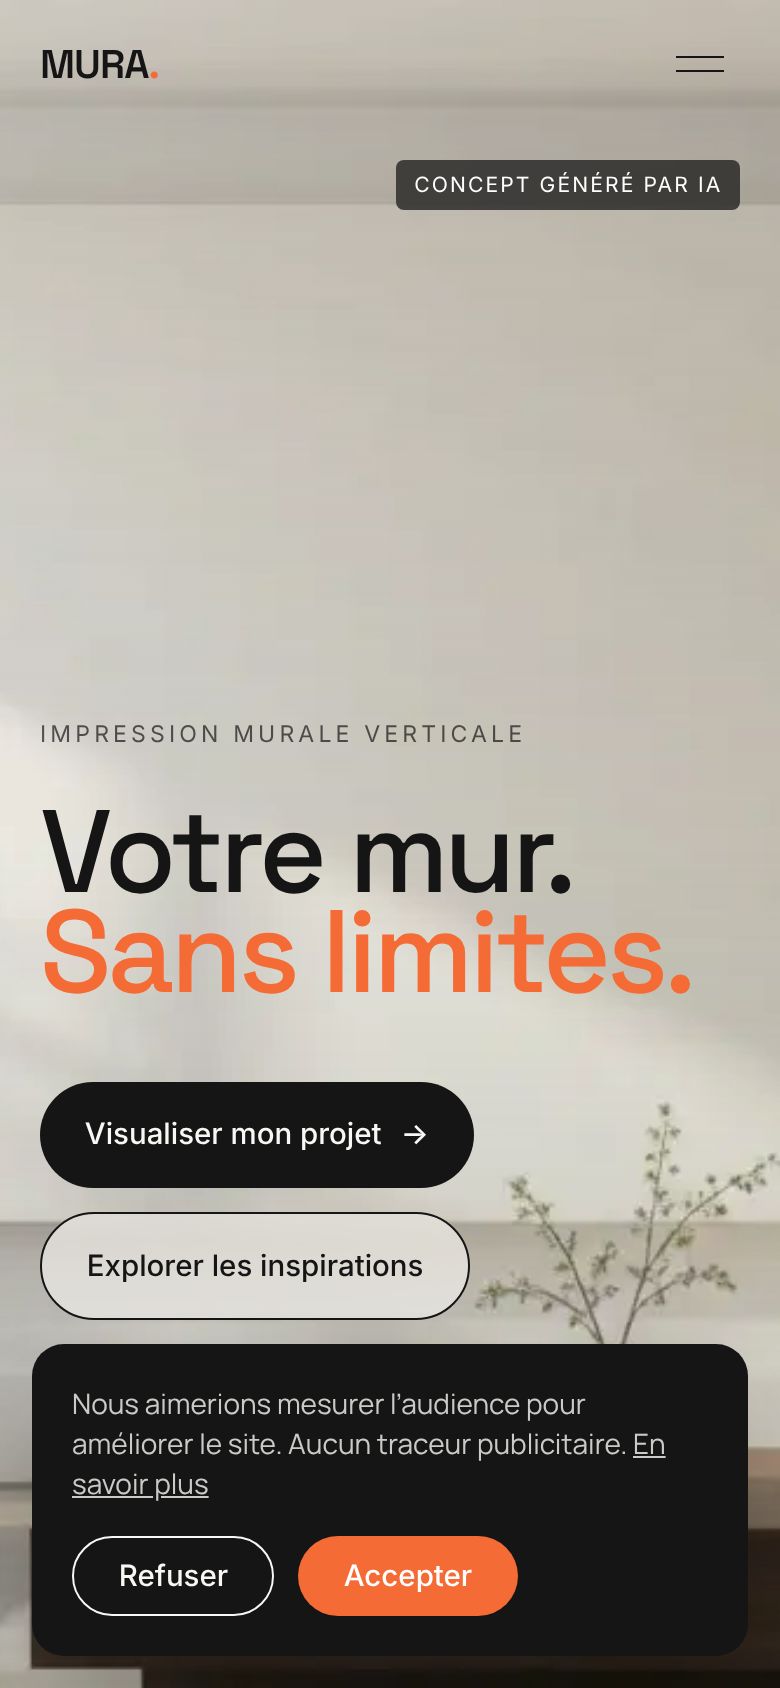 MURA.
CONCEPT GÉNÉRÉ PAR IA
IMPRESSION MURALE VERTICALE
Votre mur.
Sans limites.
Visualiser mon projet →
Explorer les inspirations
Nous aimerions mesurer l’audience pour
améliorer le site. Aucun traceur publicitaire. En
savoir plus
Refuser
Accepter